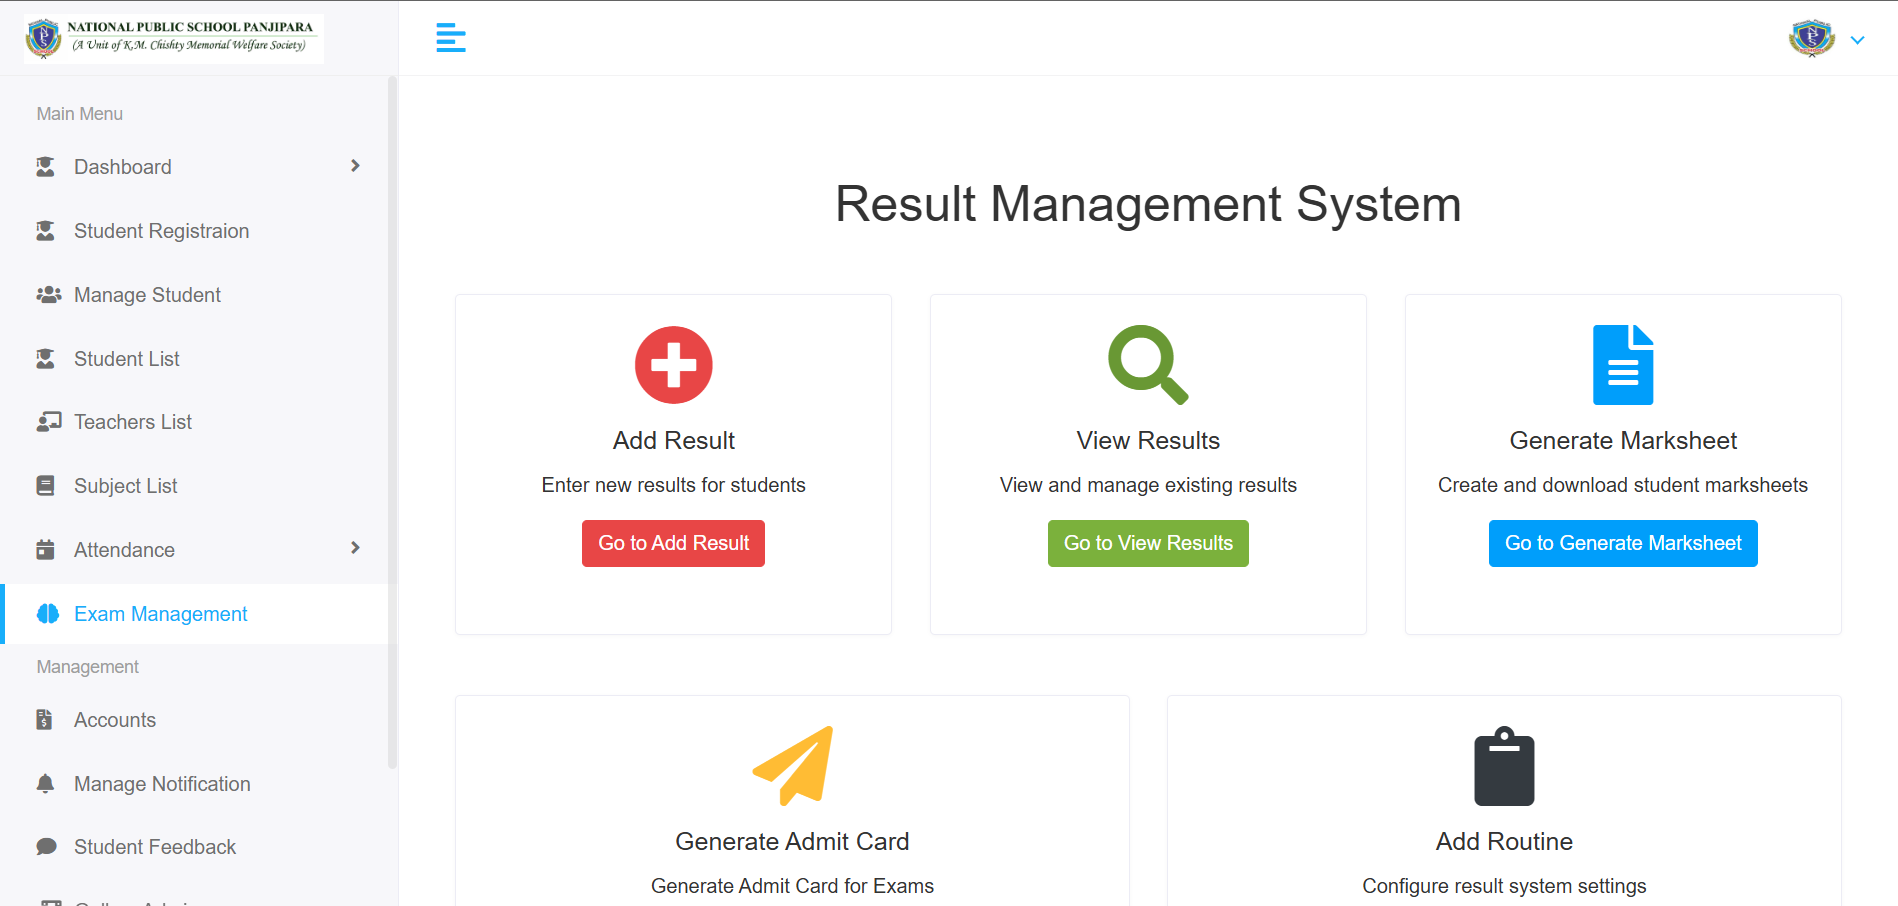 NATIONAL PUBLIC SCHOOL PANJIPARA
(A Unit of K.M. Chishty Memorial Welfare Society)
Main Menu
Dashboard
Student Registraion
Manage Student
Student List
Teachers List
Subject List
Attendance
Exam Management
Management
Accounts
Manage Notification
Student Feedback
Result Management System
Add Result
Enter new results for students
Go to Add Result
View Results
View and manage existing results
Go to View Results
Generate Marksheet
Create and download student marksheets
Go to Generate Marksheet
Generate Admit Card
Generate Admit Card for Exams
Add Routine
Configure result system settings